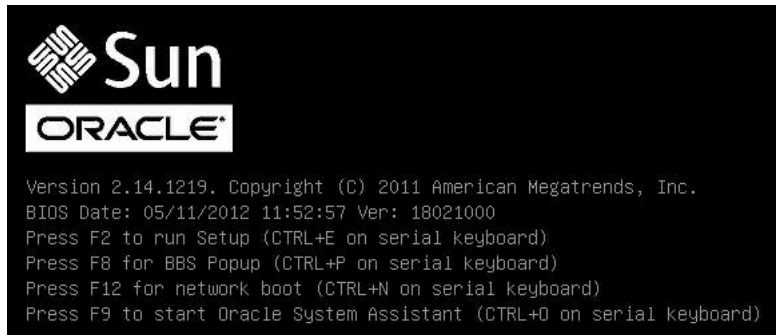 Sun
ORACLE
Version 2.14.1219. Copyright (C) 2011 American Megatrends, Inc.
BIOS Date: 05/11/2012 11:52:57 Ver: 18021000
Press F2 to run Setup (CTRL+E on serial keyboard)
Press F8 for BBS Popup (CTRL+P on serial keyboard)
Press F12 for network boot (CTRL+N on serial keyboard)
Press F9 to start Oracle System Assistant (CTRL+O on serial keyboard)